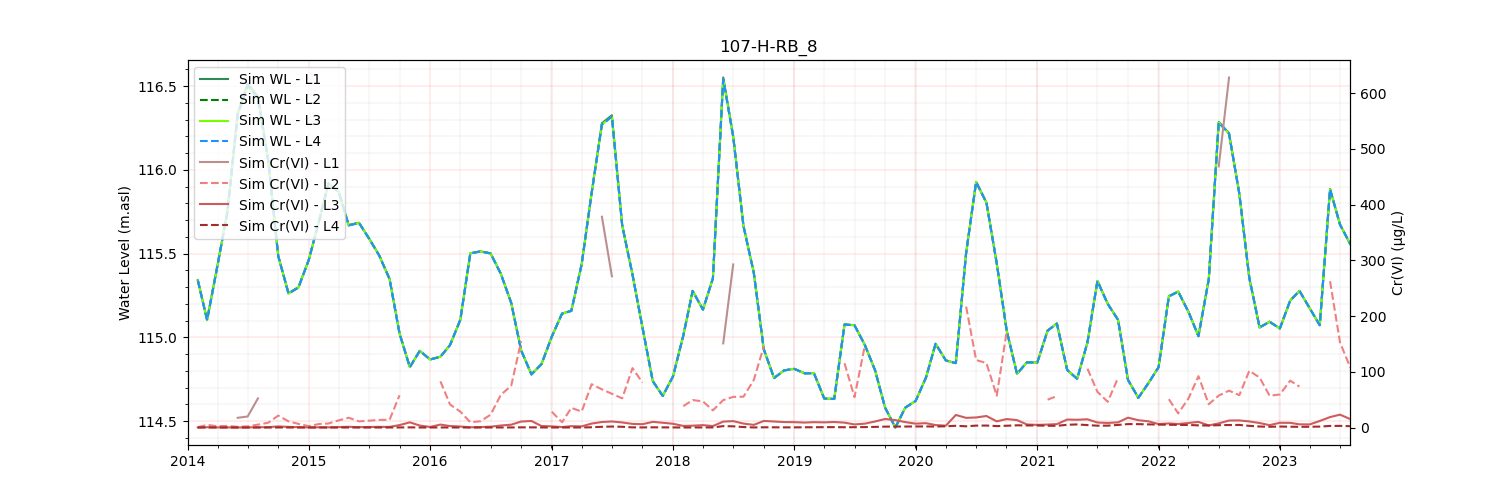 107-H-RB_8
Sim WL - L1
Sim WL - L2
Sim WL - L3
Sim WL - L4
Sim Cr(VI) - L1
Sim Cr(VI) - L2
Sim Cr(VI) - L3
Sim Cr(VI) - L4
Water Level (m.asl)
116.5
116.0
115.5
115.0
114.5
Cr(VI) (µg/L)
600
500
400
300
200
100
0
2014 2015 2016 2017 2018 2019 2020 2021 2022 2023